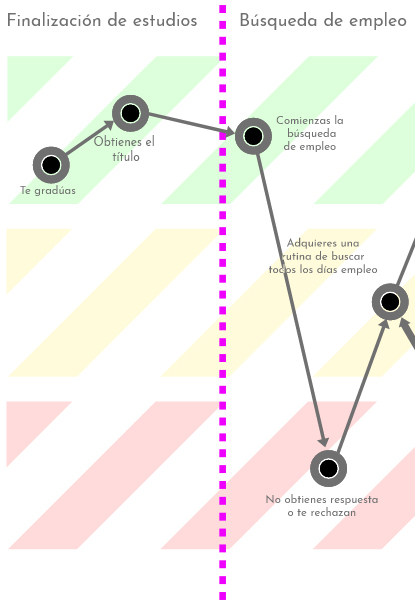 Finalización de estudios
Búsqueda de empleo
Te gradúas
Obtienes el
título
Comienzas la
búsqueda
de empleo
Adquieres una
rutina de buscar
todos los días empleo
No obtienes respuesta
o te rechazan